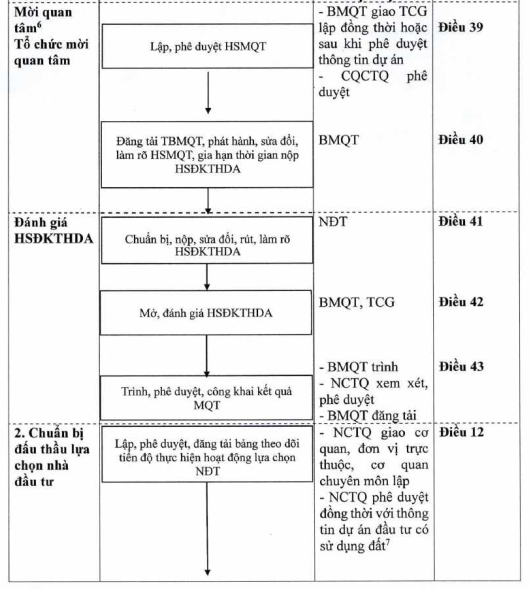 Mời quan
tâm⁶
Tổ chức mời
quan tâm
Lập, phê duyệt HSMQT
- BMQT giao TCG
lập đồng thời hoặc
sau khi phê duyệt
thông tin dự án
- CQCTQ phê
duyệt
Điều 39
Đăng tải TBMQT, phát hành, sửa đổi,
làm rõ HSMQT, gia hạn thời gian nộp
HSĐKTHDA
BMQT
Điều 40
Đánh giá
HSĐKTHDA
Chuẩn bị, nộp, sửa đổi, rút, làm rõ
HSĐKTHDA
NĐT
Điều 41
Mở, đánh giá HSĐKTHDA
BMQT, TCG
Điều 42
Trình, phê duyệt, công khai kết quả
MQT
- BMQT trình
- NCTQ xem xét,
phê duyệt
- BMQT đăng tải
Điều 43
2. Chuẩn bị
đấu thầu lựa
chọn nhà
đầu tư
Lập, phê duyệt, đăng tải bảng theo dõi
tiến độ thực hiện hoạt động lựa chọn
NĐT
- NCTQ giao cơ
quan, đơn vị trực
thuộc, cơ quan
chuyên môn lập
- NCTQ phê duyệt
đồng thời với thông
tin dự án đầu tư có
sử dụng đất⁷
Điều 12